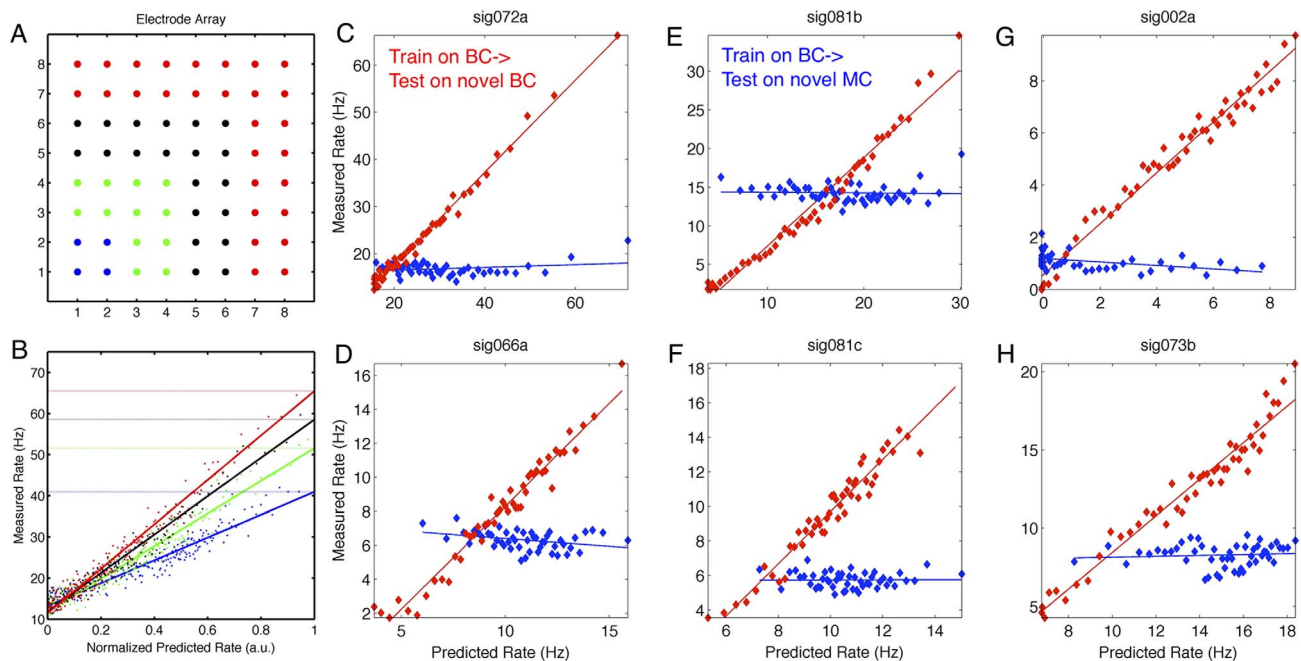 Electrode Array
A
8
7
6
5
4
3
2
1
1 2 3 4 5 6 7 8
B
Measured Rate (Hz)
75
70
60
50
40
30
20
10
0 0.2 0.4 0.6 0.8 1
Normalized Predicted Rate (a.u.)
sig072a
C
Train on BC->
Test on novel BC
Measured Rate (Hz)
60
50
40
30
20
20 40 60
sig066a
D
Measured Rate (Hz)
16
14
12
10
8
6
4
2
5 10 15
Predicted Rate (Hz)
sig081b
E
Train on BC->
Test on novel MC
30
25
20
15
10
5
10 20 30
sig081c
F
18
16
14
12
10
8
6
4
6 8 10 12 14
Predicted Rate (Hz)
sig002a
G
8
6
4
2
0
0 2 4 6 8
sig073b
H
20
15
10
5
8 10 12 14 16 18
Predicted Rate (Hz)